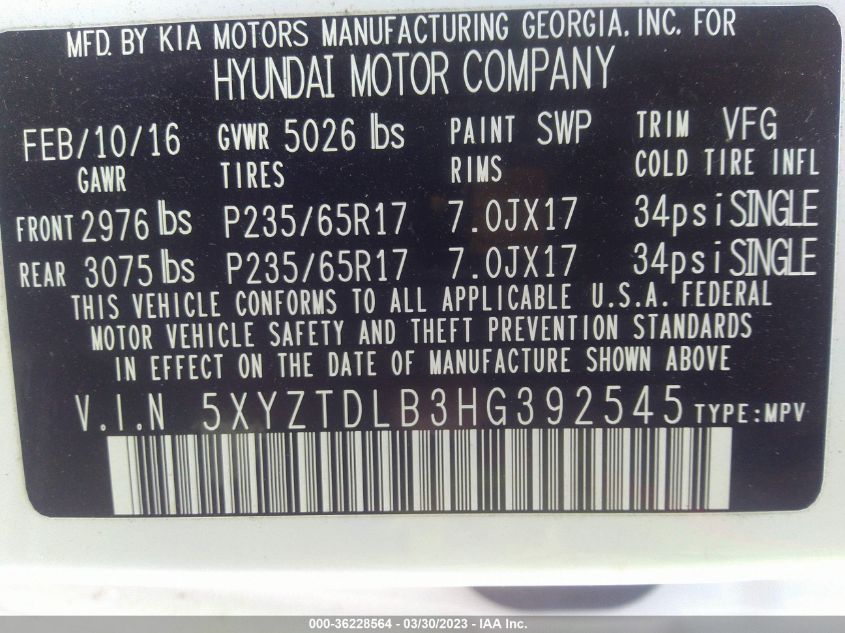 MFD. BY KIA MOTORS MANUFACTURING GEORGIA, INC. FOR
HYUNDAI MOTOR COMPANY
FEB/10/16 GVWR 5026 lbs PAINT SWP TRIM VFG
GAWR TIRES RIMS COLD TIRE INFL
FRONT 2976 lbs P235/65R17 7.0JX17 34psi SINGLE
REAR 3075 lbs P235/65R17 7.0JX17 34psi SINGLE
THIS VEHICLE CONFORMS TO ALL APPLICABLE U.S.A. FEDERAL
MOTOR VEHICLE SAFETY AND THEFT PREVENTION STANDARDS
IN EFFECT ON THE DATE OF MANUFACTURE SHOWN ABOVE
V.I.N 5XYZTDLB3HG392545 TYPE:MPV
000-36228564 - 03/30/2023 - IAA Inc.